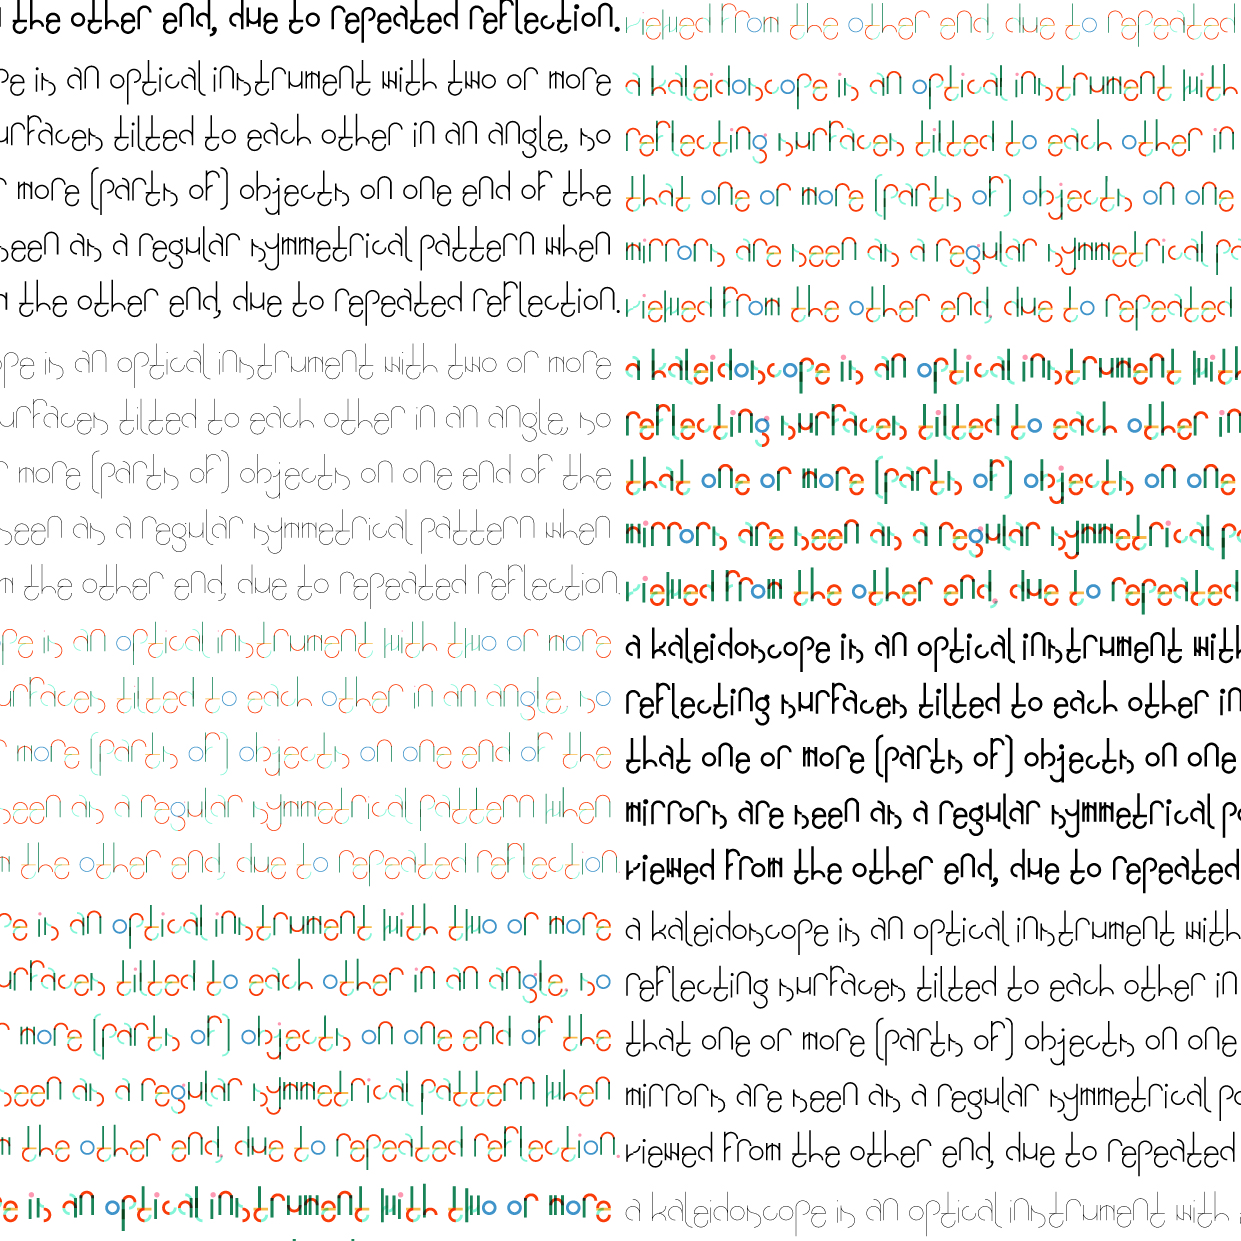 the other end, due to repeated reflection.
is an optical instrument with two or more
tilted to each other in an angle, so
more (parts of) objects on one end of the
seen as a regular symmetrical pattern when
the other end, due to repeated reflection.
is an optical instrument with two or more
tilted to each other in an angle, so
more (parts of) objects on one end of the
seen as a regular symmetrical pattern when
the other end, due to repeated reflection.
is an optical instrument with two or more
tilted to each other in an angle, so
more (parts of) objects on one end of the
seen as a regular symmetrical pattern when
the other end, due to repeated reflection.
is an optical instrument with two or more
tilted to each other in an angle, so
more (parts of) objects on one end of the
seen as a regular symmetrical pattern when
the other end, due to repeated reflection.
is an optical instrument with two or more
viewed from the other end, due to repeated
a kaleidoscope is an optical instrument with
reflecting surfaces tilted to each other in
that one or more (parts of) objects on one
mirrors are seen as a regular symmetrical
viewed from the other end, due to repeated
a kaleidoscope is an optical instrument with
reflecting surfaces tilted to each other in
that one or more (parts of) objects on one
mirrors are seen as a regular symmetrical
viewed from the other end, due to repeated
a kaleidoscope is an optical instrument with
reflecting surfaces tilted to each other in
that one or more (parts of) objects on one
mirrors are seen as a regular symmetrical
viewed from the other end, due to repeated
a kaleidoscope is an optical instrument with
reflecting surfaces tilted to each other in
that one or more (parts of) objects on one
mirrors are seen as a regular symmetrical
viewed from the other end, due to repeated
a kaleidoscope is an optical instrument with